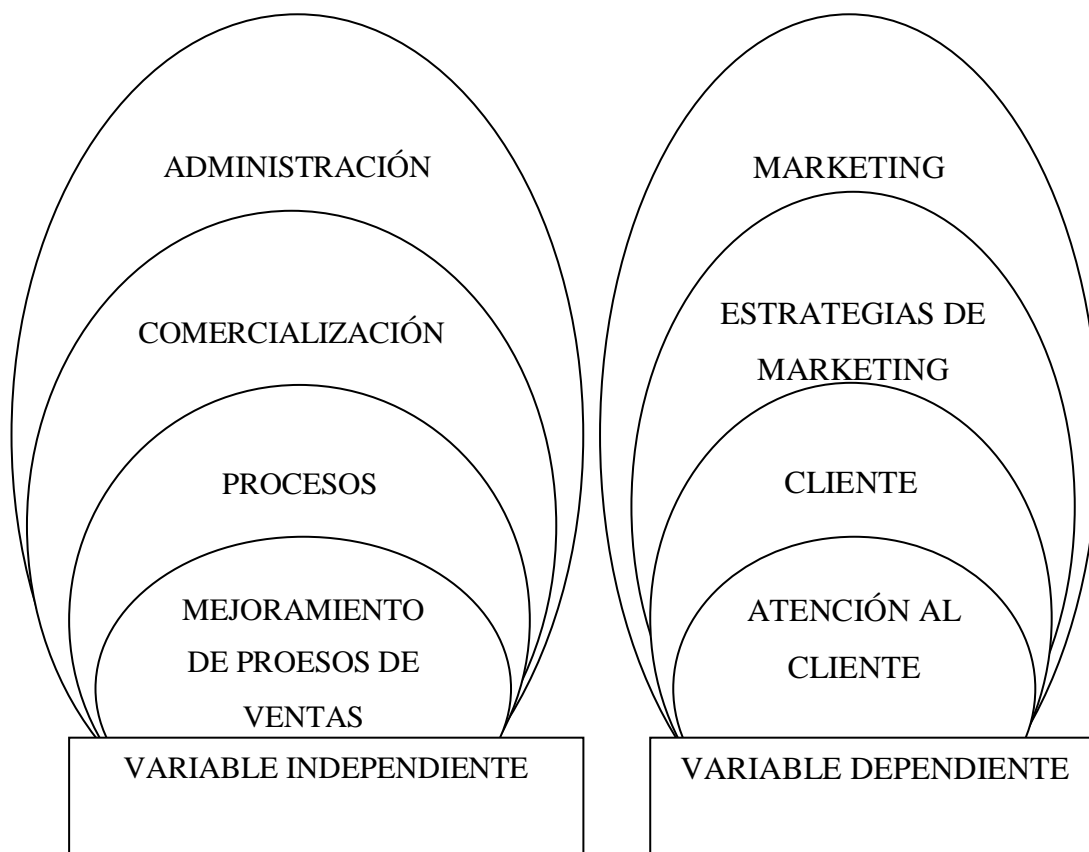 ADMINISTRACIÓN
COMERCIALIZACIÓN
PROCESOS
MEJORAMIENTO
DE PROESOS DE
VENTAS
VARIABLE INDEPENDIENTE
MARKETING
ESTRATEGIAS DE
MARKETING
CLIENTE
ATENCIÓN AL
CLIENTE
VARIABLE DEPENDIENTE